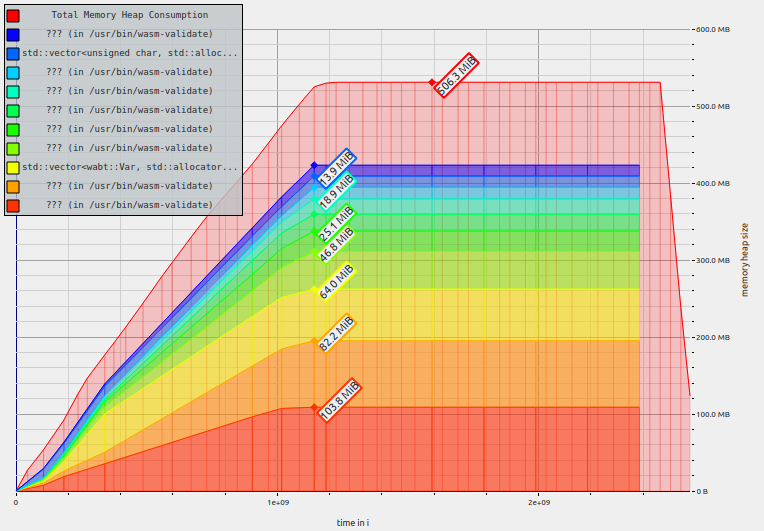 Total Memory Heap Consumption
??? (in /usr/bin/wasm-validate)
std::vector<unsigned char, std::alloc...
??? (in /usr/bin/wasm-validate)
??? (in /usr/bin/wasm-validate)
??? (in /usr/bin/wasm-validate)
??? (in /usr/bin/wasm-validate)
??? (in /usr/bin/wasm-validate)
std::vector<wabt::Var, std::allocator...
??? (in /usr/bin/wasm-validate)
??? (in /usr/bin/wasm-validate)
600.0 MB
506.3 MiB
500.0 MB
13.9 MiB
400.0 MB
18.9 MiB
25.1 MiB
46.8 MiB
300.0 MB
64.0 MiB
82.2 MiB
200.0 MB
103.8 MiB
100.0 MB
0 B
memory heap size
0
1e+09
2e+09
time in i